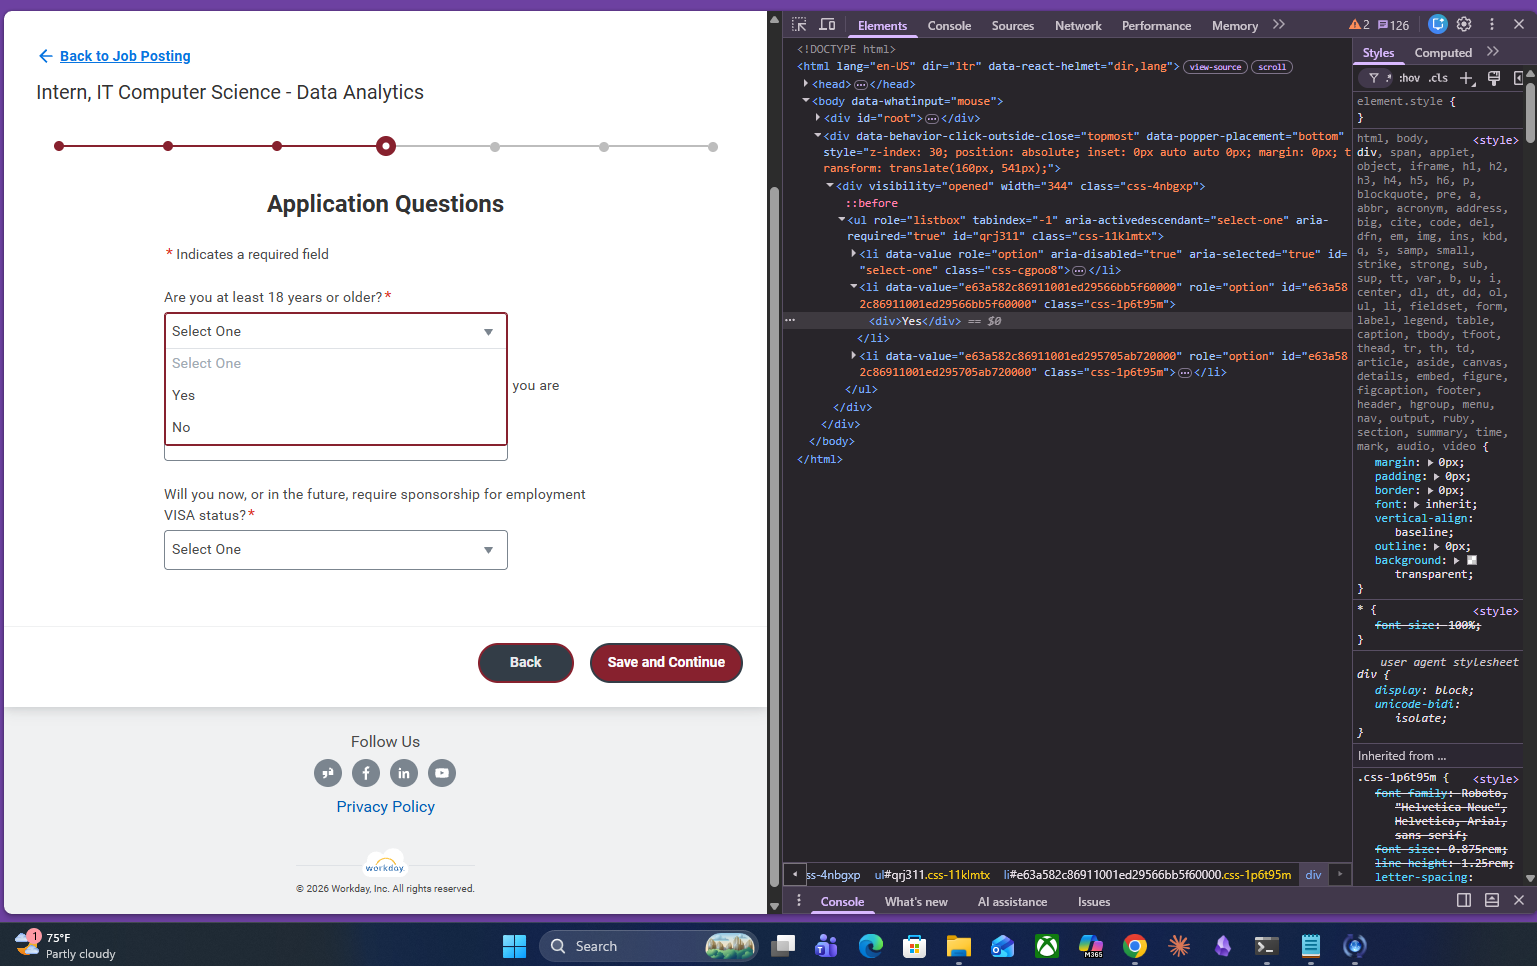 Back to Job Posting
Intern, IT Computer Science - Data Analytics
Application Questions
* Indicates a required field
Are you at least 18 years or older?*
Select One
Select One
Yes
No
you are
Will you now, or in the future, require sponsorship for employment
VISA status?*
Select One
Back
Save and Continue
Follow Us
Privacy Policy
workday.
© 2026 Workday, Inc. All rights reserved.
Elements
Console
Sources
Network
Performance
Memory
2
126
<!DOCTYPE html>
<html lang="en-US" dir="ltr" data-react-helmet="dir,lang"> view-source scroll
<head> … </head>
<body data-whatinput="mouse">
<div id="root"> … </div>
<div data-behavior-click-outside-close="topmost" data-popper-placement="bottom"
style="z-index: 30; position: absolute; inset: 0px auto auto 0px; margin: 0px; t
ransform: translate(160px, 541px);">
<div visibility="opened" width="344" class="css-4nbgxp">
::before
<ul role="listbox" tabindex="-1" aria-activedescendant="select-one" aria-
required="true" id="qrj311" class="css-11klmtx">
<li data-value role="option" aria-disabled="true" aria-selected="true" id=
"select-one" class="css-cgpoo8"> … </li>
<li data-value="e63a582c86911001ed29566bb5f60000" role="option" id="e63a58
2c86911001ed29566bb5f60000" class="css-1p6t95m">
<div>Yes</div> == $0
</li>
<li data-value="e63a582c86911001ed295705ab720000" role="option" id="e63a58
2c86911001ed295705ab720000" class="css-1p6t95m"> … </li>
</ul>
</div>
</div>
</body>
</html>
ss-4nbgxp ul#qrj311.css-11klmtx li#e63a582c86911001ed29566bb5f60000.css-1p6t95m div
Styles
Computed
:hov .cls
element.style {
}
html, body, <style>
div, span, applet,
object, iframe, h1, h2,
h3, h4, h5, h6, p,
blockquote, pre, a,
abbr, acronym, address,
big, cite, code, del,
dfn, em, img, ins, kbd,
q, s, samp, small,
strike, strong, sub,
sup, tt, var, b, u, i,
center, dl, dt, dd, ol,
ul, li, fieldset, form,
label, legend, table,
caption, tbody, tfoot,
thead, tr, th, td,
article, aside, canvas,
details, embed, figure,
figcaption, footer,
header, hgroup, menu,
nav, output, ruby,
section, summary, time,
mark, audio, video {
margin: 0px;
padding: 0px;
border: 0px;
font: inherit;
vertical-align:
baseline;
outline: 0px;
background:
transparent;
}
* { <style>
font-size: 100%;
}
user agent stylesheet
div {
display: block;
unicode-bidi:
isolate;
}
Inherited from …
.css-1p6t95m { <style>
font-family: Roboto,
"Helvetica Neue",
Helvetica, Arial,
sans-serif;
font-size: 0.875rem;
line-height: 1.25rem;
letter-spacing:
Console
What's new
AI assistance
Issues
1
75°F
Partly cloudy
Search
M365